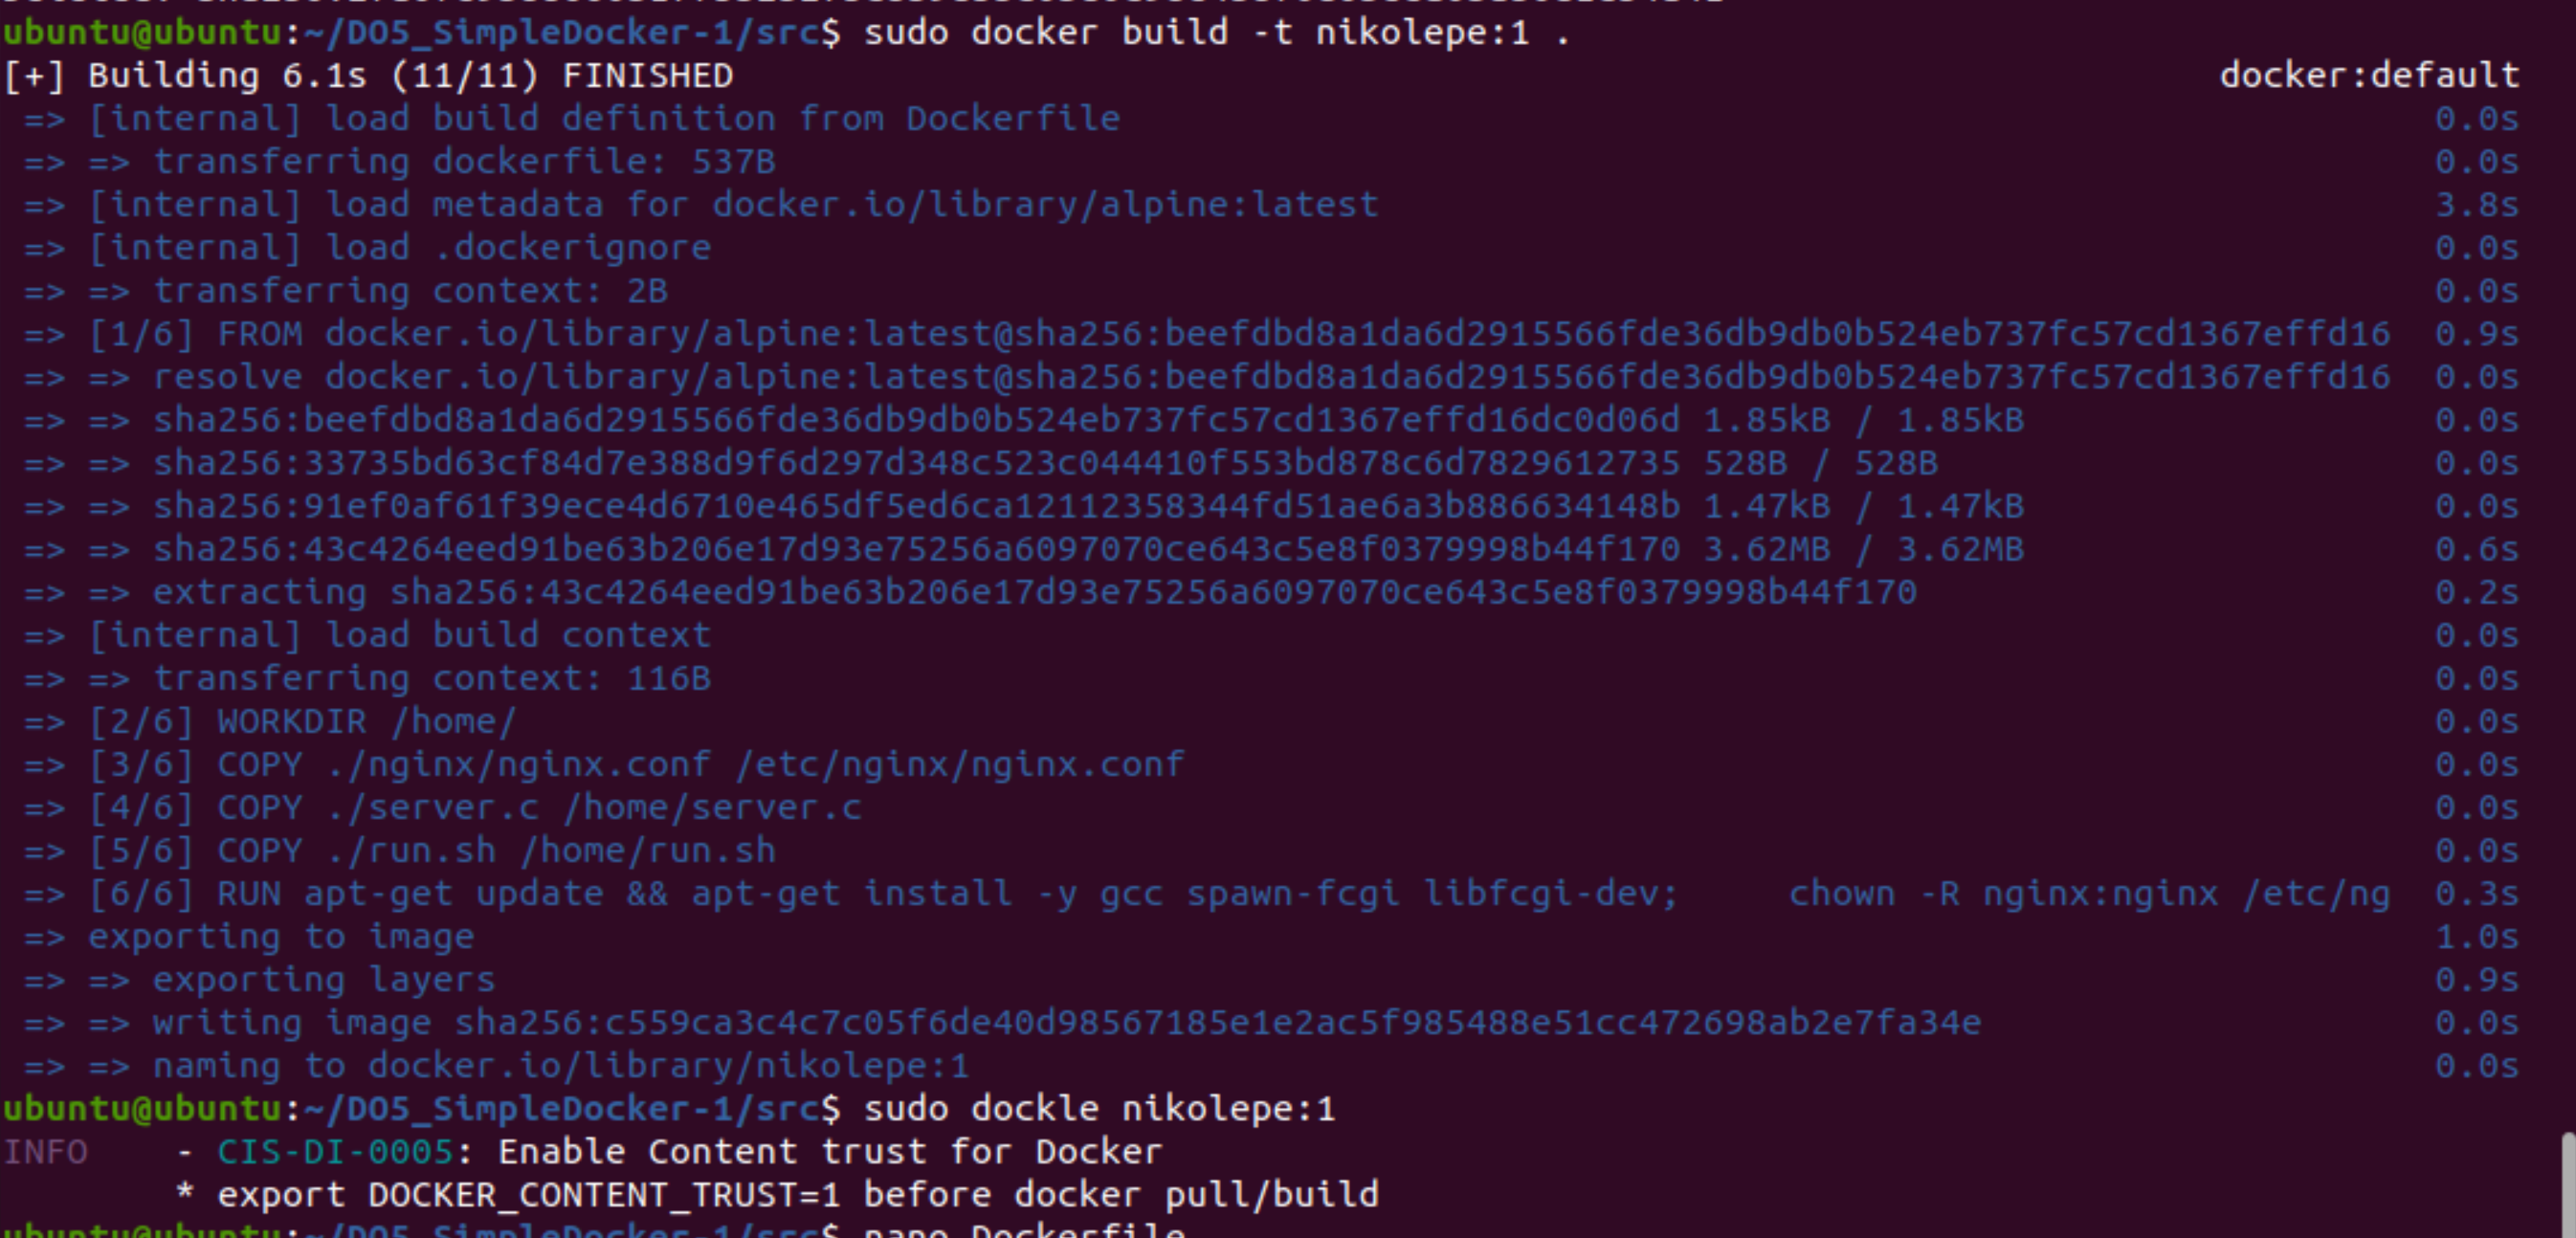 ubuntu@ubuntu:~/DO5_SimpleDocker-1/src$ sudo docker build -t nikolepe:1 .
[+] Building 6.1s (11/11) FINISHED docker:default
=> [internal] load build definition from Dockerfile 0.0s
=> => transferring dockerfile: 537B 0.0s
=> [internal] load metadata for docker.io/library/alpine:latest 3.8s
=> [internal] load .dockerignore 0.0s
=> => transferring context: 2B 0.0s
=> [1/6] FROM docker.io/library/alpine:latest@sha256:beefdbd8a1da6d2915566fde36db9db0b524eb737fc57cd1367effd16 0.9s
=> => resolve docker.io/library/alpine:latest@sha256:beefdbd8a1da6d2915566fde36db9db0b524eb737fc57cd1367effd16 0.0s
=> => sha256:beefdbd8a1da6d2915566fde36db9db0b524eb737fc57cd1367effd16dc0d06d 1.85kB / 1.85kB 0.0s
=> => sha256:33735bd63cf84d7e388d9f6d297d348c523c044410f553bd878c6d7829612735 528B / 528B 0.0s
=> => sha256:91ef0af61f39ece4d6710e465df5ed6ca12112358344fd51ae6a3b886634148b 1.47kB / 1.47kB 0.0s
=> => sha256:43c4264eed91be63b206e17d93e75256a6097070ce643c5e8f0379998b44f170 3.62MB / 3.62MB 0.6s
=> => extracting sha256:43c4264eed91be63b206e17d93e75256a6097070ce643c5e8f0379998b44f170 0.2s
=> [internal] load build context 0.0s
=> => transferring context: 116B 0.0s
=> [2/6] WORKDIR /home/ 0.0s
=> [3/6] COPY ./nginx/nginx.conf /etc/nginx/nginx.conf 0.0s
=> [4/6] COPY ./server.c /home/server.c 0.0s
=> [5/6] COPY ./run.sh /home/run.sh 0.0s
=> [6/6] RUN apt-get update && apt-get install -y gcc spawn-fcgi libfcgi-dev; chown -R nginx:nginx /etc/ng 0.3s
=> exporting to image 1.0s
=> => exporting layers 0.9s
=> => writing image sha256:c559ca3c4c7c05f6de40d98567185e1e2ac5f985488e51cc472698ab2e7fa34e 0.0s
=> => naming to docker.io/library/nikolepe:1 0.0s
ubuntu@ubuntu:~/DO5_SimpleDocker-1/src$ sudo dockle nikolepe:1
INFO - CIS-DI-0005: Enable Content trust for Docker
* export DOCKER_CONTENT_TRUST=1 before docker pull/build
ubuntu@ubuntu:~/DO5_SimpleDocker-1/src$ nano Dockerfile